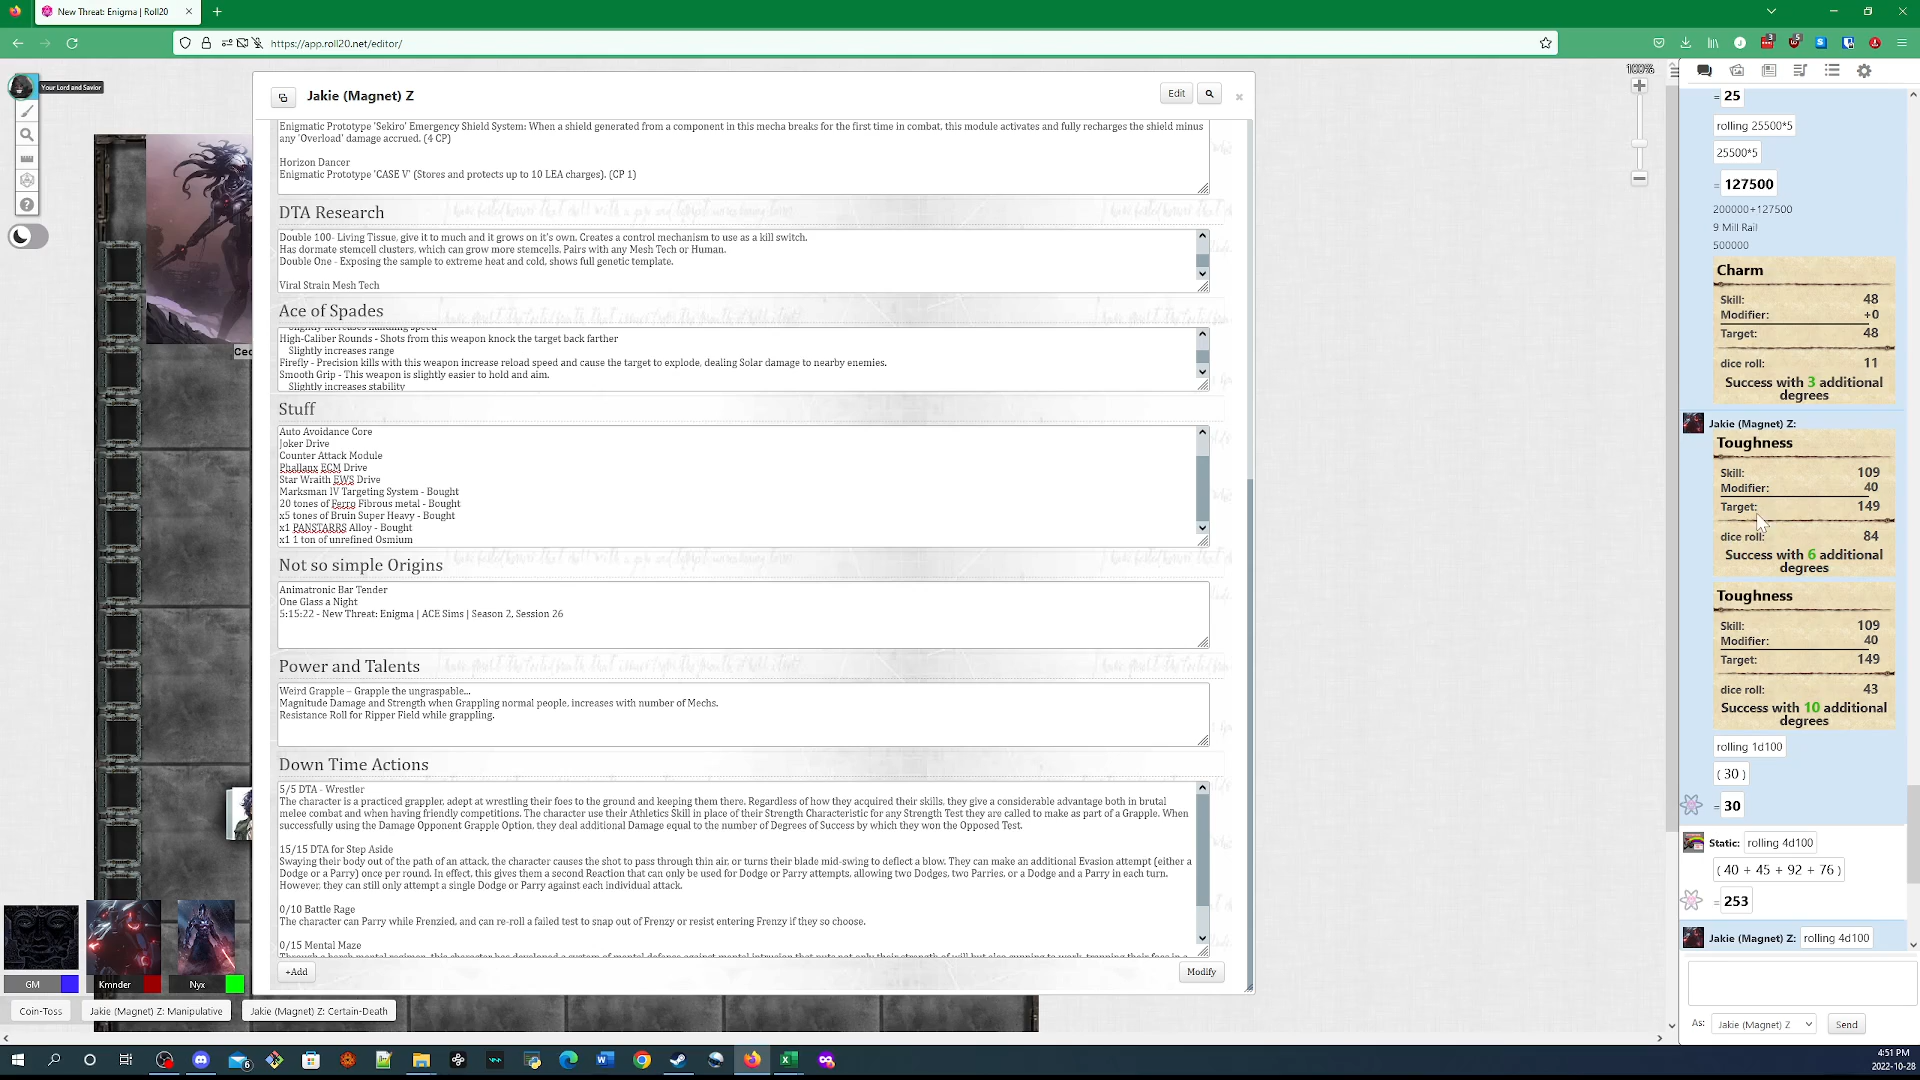 New Threat: Enigma | Roll20
https://app.roll20.net/editor/
Your Lord and Savior
Jakie (Magnet) Z
Edit
Enigmatic Prototype 'Sekiro' Emergency Shield System: When a shield generated from a component in this mecha breaks for the first time in combat, this module activates and fully recharges the shield minus
any 'Overload' damage accrued. (4 CP)
Horizon Dancer
Enigmatic Prototype 'CASE V' (Stores and protects up to 10 LEA charges). (CP 1)
DTA Research
Double 100- Living Tissue, give it to much and it grows on it's own. Creates a control mechanism to use as a kill switch.
Has dormate stemcell clusters, which can grow more stemcells. Pairs with any Mesh Tech or Human.
Double One - Exposing the sample to extreme heat and cold, shows full genetic template.
Viral Strain Mesh Tech
Ace of Spades
Slightly increases handling speed
High-Caliber Rounds - Shots from this weapon knock the target back farther
Slightly increases range
Firefly - Precision kills with this weapon increase reload speed and cause the target to explode, dealing Solar damage to nearby enemies.
Smooth Grip - This weapon is slightly easier to hold and aim.
Slightly increases stability
Stuff
Auto Avoidance Core
Joker Drive
Counter Attack Module
Phallanx ECM Drive
Star Wraith EWS Drive
Marksman IV Targeting System - Bought
20 tones of Ferro Fibrous metal - Bought
x5 tones of Bruin Super Heavy - Bought
x1 PANSTARRS Alloy - Bought
x1 1 ton of unrefined Osmium
Not so simple Origins
Animatronic Bar Tender
One Glass a Night
5:15:22 - New Threat: Enigma | ACE Sims | Season 2, Session 26
Power and Talents
Weird Grapple – Grapple the ungraspable...
Magnitude Damage and Strength when Grappling normal people, increases with number of Mechs.
Resistance Roll for Ripper Field while grappling.
Down Time Actions
5/5 DTA - Wrestler
The character is a practiced grappler, adept at wrestling their foes to the ground and keeping them there. Regardless of how they acquired their skills, they give a considerable advantage both in brutal
melee combat and when having friendly competitions. The character use their Athletics Skill in place of their Strength Characteristic for any Strength Test they are called to make as part of a Grapple. When
successfully using the Damage Opponent Grapple Option, they deal additional Damage equal to the number of Degrees of Success by which they won the Opposed Test.
15/15 DTA for Step Aside
Swaying their body out of the path of an attack, the character causes the shot to pass through thin air, or turns their blade mid-swing to deflect a blow. They can make an additional Evasion attempt (either a
Dodge or a Parry) once per round. In effect, this gives them a second Reaction that can only be used for Dodge or Parry attempts, allowing two Dodges, two Parries, or a Dodge and a Parry in each turn.
However, they can still only attempt a single Dodge or Parry against each individual attack.
0/10 Battle Rage
The character can Parry while Frenzied, and can re-roll a failed test to snap out of Frenzy or resist entering Frenzy if they so choose.
0/15 Mental Maze
+Add
Modify
100%
= 25
rolling 25500*5
25500*5
= 127500
200000+127500
9 Mill Rail
500000
Charm
Skill: 48
Modifier: +0
Target: 48
dice roll: 11
Success with 3 additional
degrees
Jakie (Magnet) Z:
Toughness
Skill: 109
Modifier: 40
Target: 149
dice roll: 84
Success with 6 additional
degrees
Toughness
Skill: 109
Modifier: 40
Target: 149
dice roll: 43
Success with 10 additional
degrees
rolling 1d100
( 30 )
= 30
Static: rolling 4d100
( 40 + 45 + 92 + 76 )
= 253
Jakie (Magnet) Z: rolling 4d100
As: Jakie (Magnet) Z
Send
GM
Kmnder
Nyx
Coin-Toss
Jakie (Magnet) Z: Manipulative
Jakie (Magnet) Z: Certain-Death
4:51 PM
2022-10-28